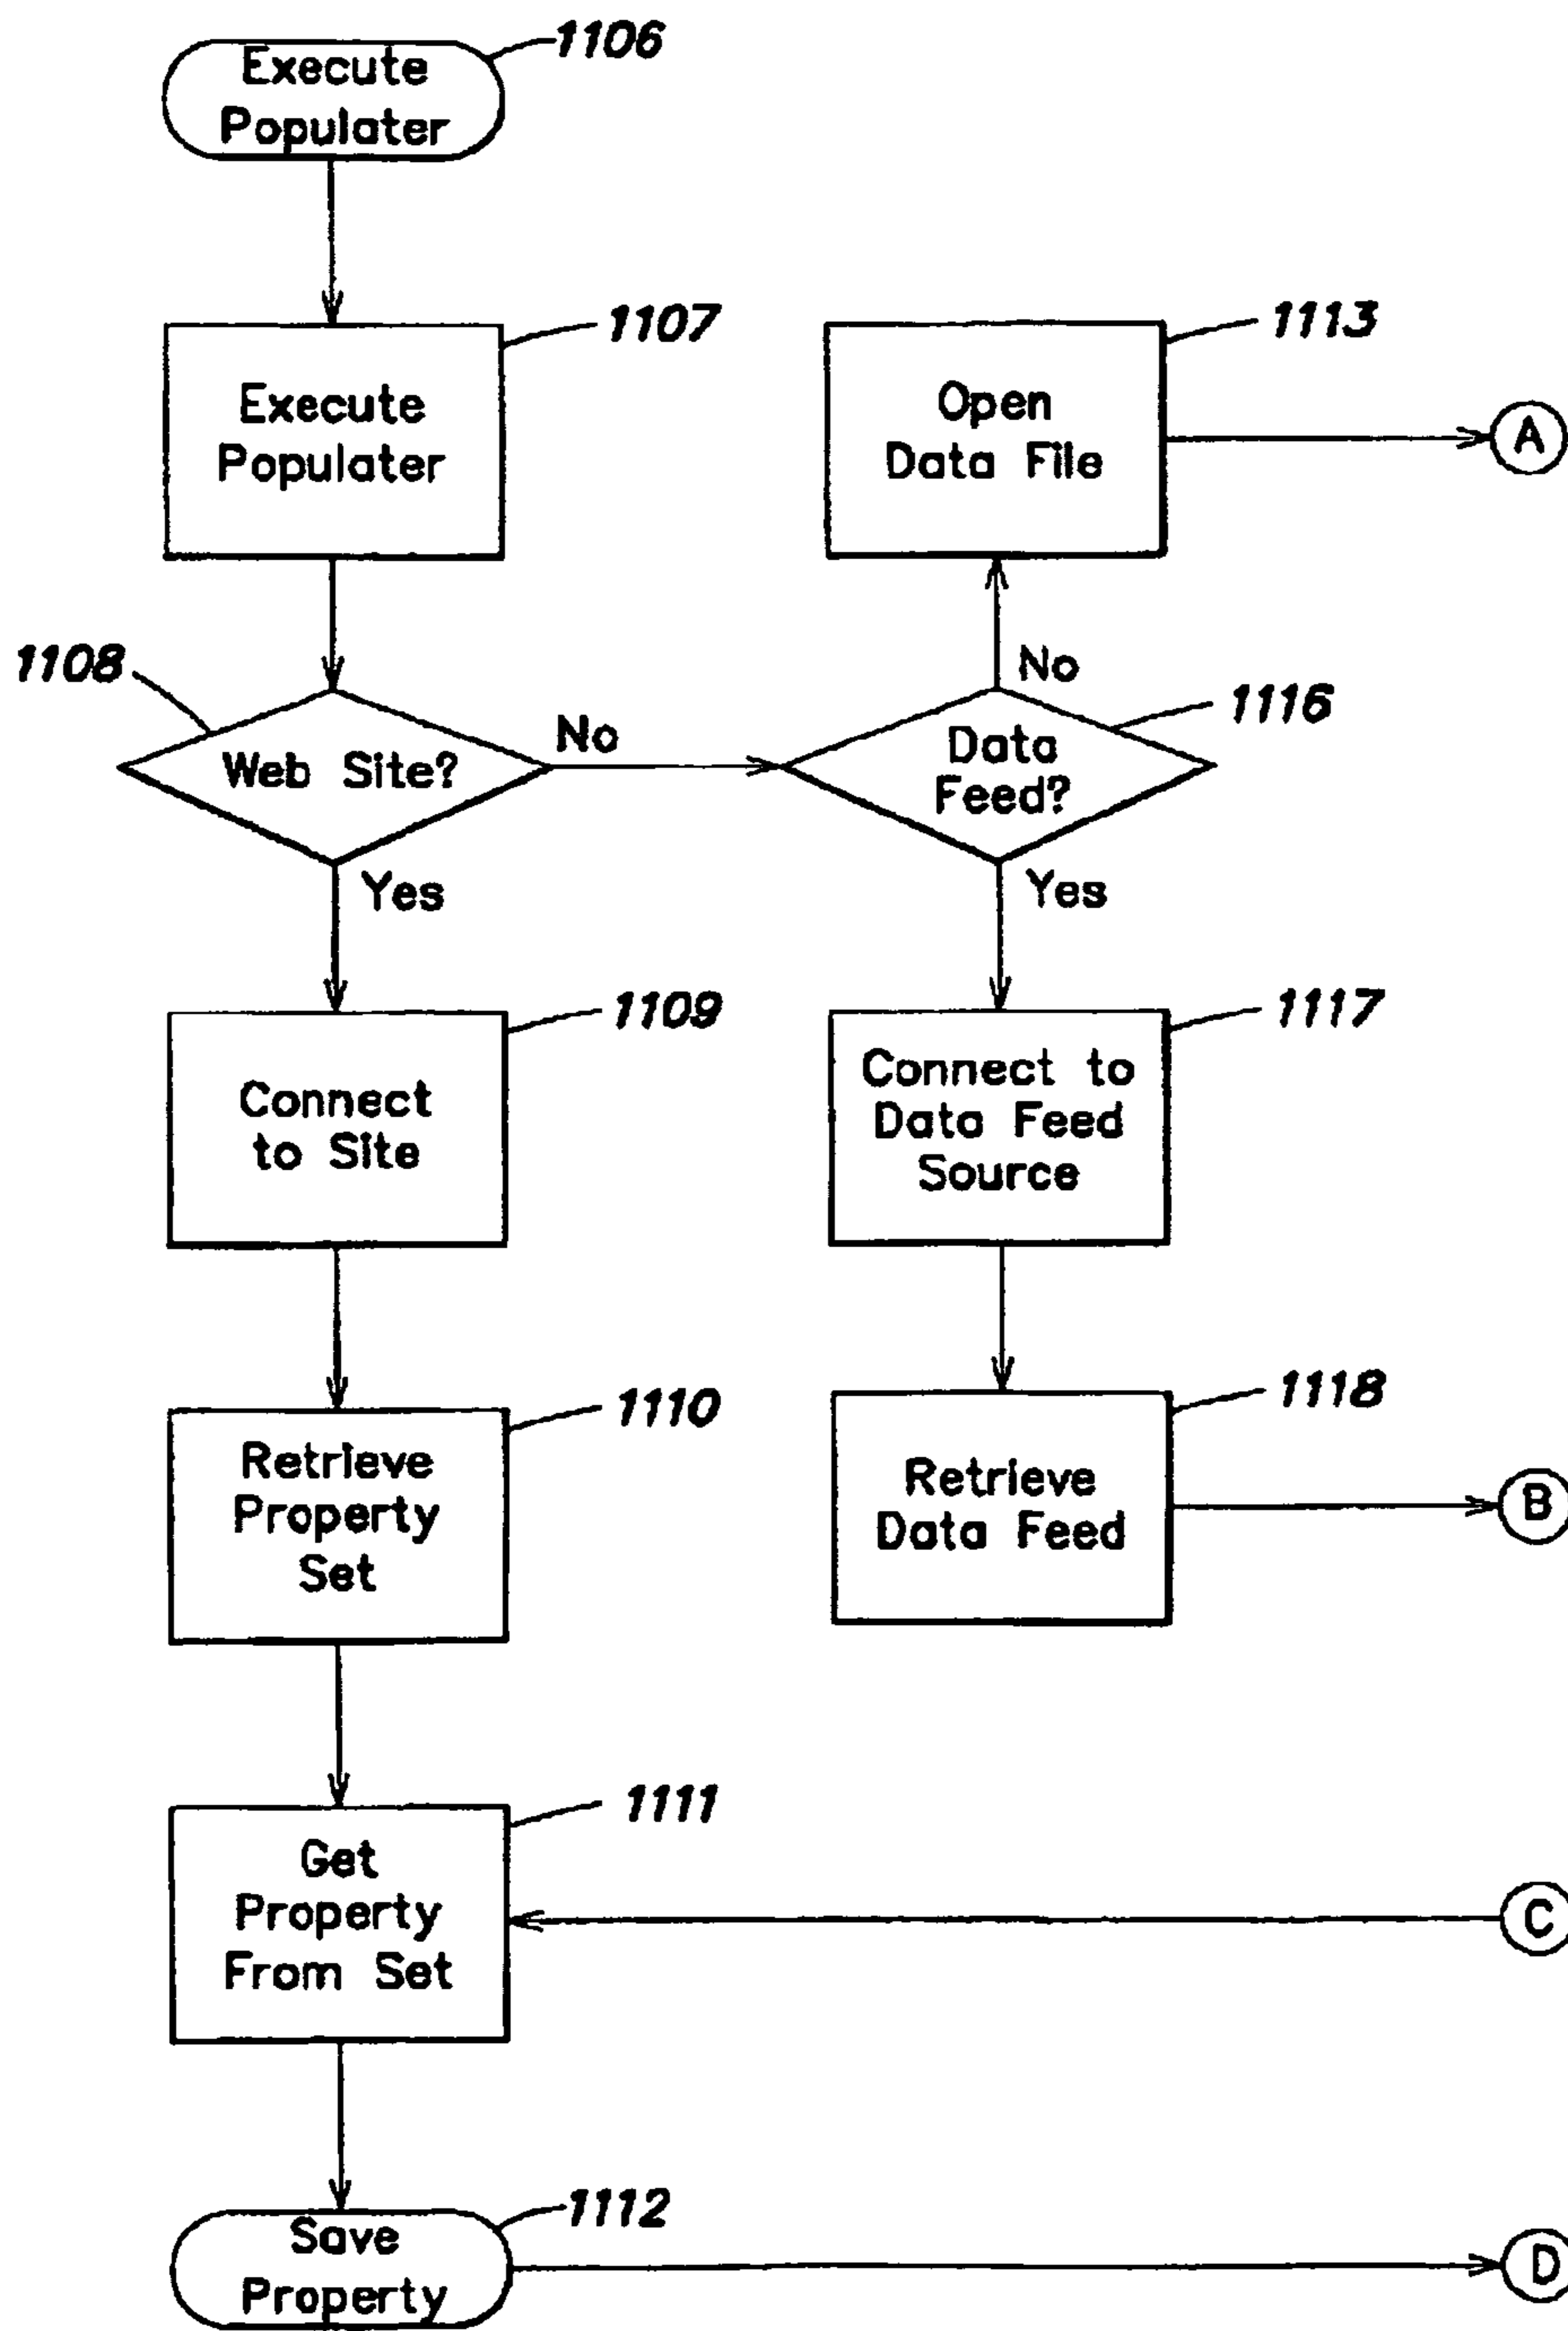 1106
Execute
Populater
1107
Execute
Populater
1113
Open
Data File
A
1108
Web Site?
No
Yes
1116
Data
Feed?
No
Yes
1109
Connect
to Site
1117
Connect to
Data Feed
Source
1110
Retrieve
Property
Set
1118
Retrieve
Data Feed
B
1111
Get
Property
From Set
C
1112
Save
Property
D